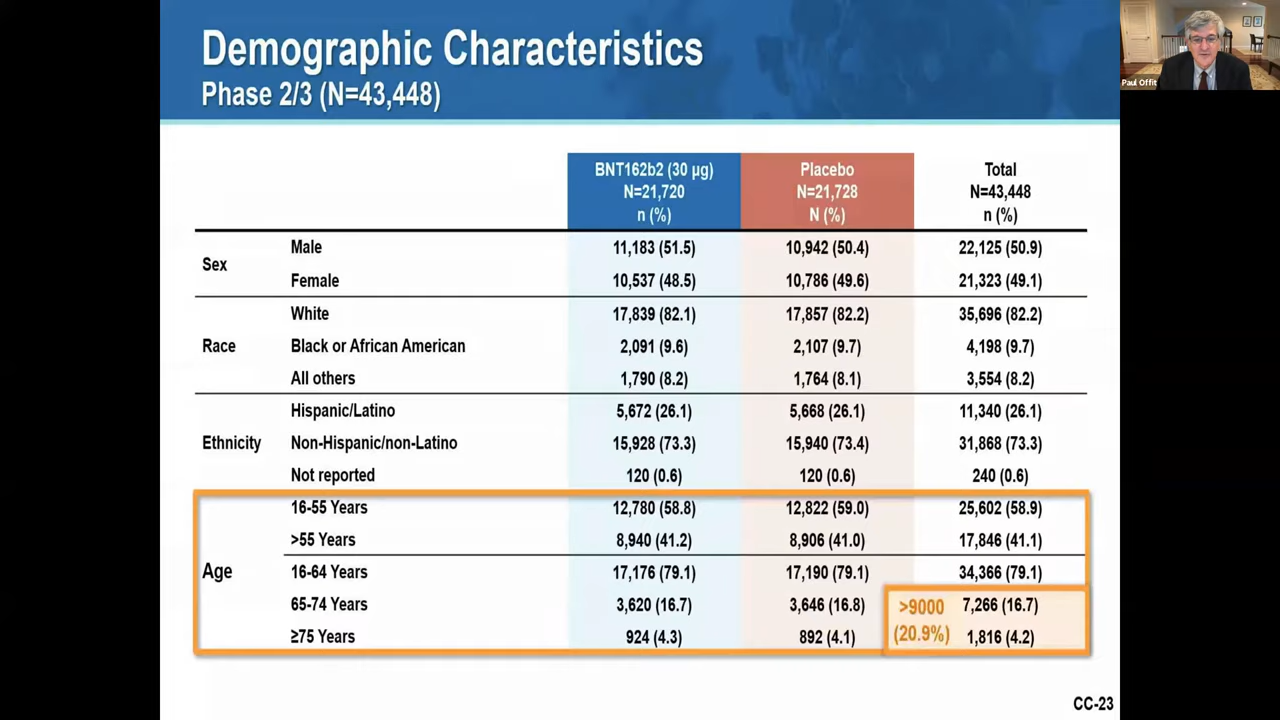 Demographic Characteristics
Phase 2/3 (N=43,448)
Paul Offit
BNT162b2 (30 µg) Placebo Total
N=21,720 N=21,728 N=43,448
n (%) N (%) n (%)
Sex
Male 11,183 (51.5) 10,942 (50.4) 22,125 (50.9)
Female 10,537 (48.5) 10,786 (49.6) 21,323 (49.1)
Race
White 17,839 (82.1) 17,857 (82.2) 35,696 (82.2)
Black or African American 2,091 (9.6) 2,107 (9.7) 4,198 (9.7)
All others 1,790 (8.2) 1,764 (8.1) 3,554 (8.2)
Ethnicity
Hispanic/Latino 5,672 (26.1) 5,668 (26.1) 11,340 (26.1)
Non-Hispanic/non-Latino 15,928 (73.3) 15,940 (73.4) 31,868 (73.3)
Not reported 120 (0.6) 120 (0.6) 240 (0.6)
Age
16-55 Years 12,780 (58.8) 12,822 (59.0) 25,602 (58.9)
>55 Years 8,940 (41.2) 8,906 (41.0) 17,846 (41.1)
16-64 Years 17,176 (79.1) 17,190 (79.1) 34,366 (79.1)
65-74 Years 3,620 (16.7) 3,646 (16.8) >9000 7,266 (16.7)
≥75 Years 924 (4.3) 892 (4.1) (20.9%) 1,816 (4.2)
CC-23